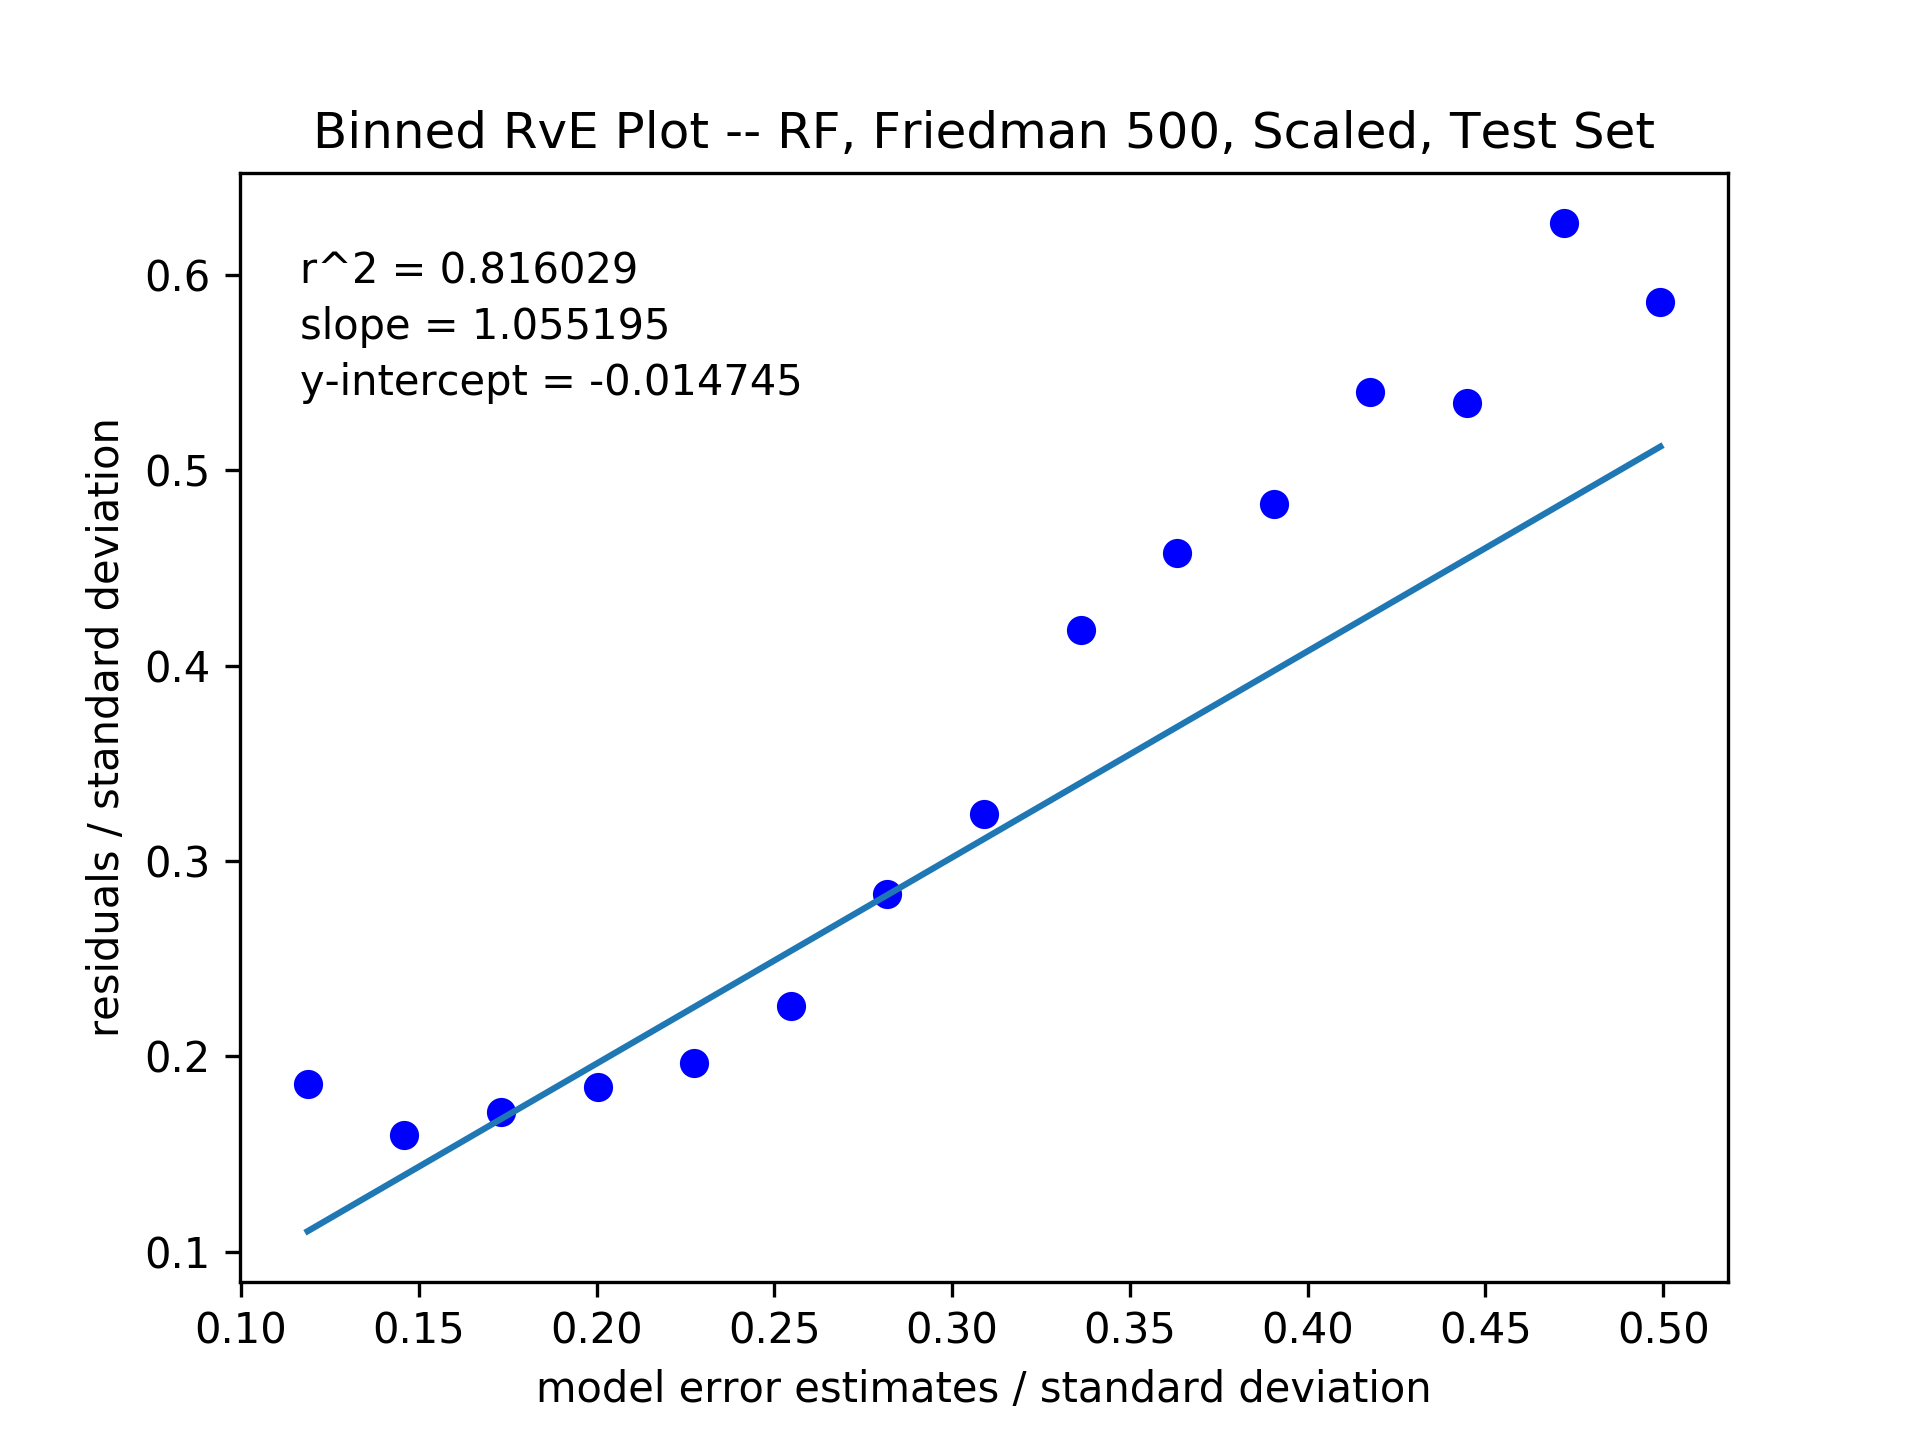 Binned RvE Plot -- RF, Friedman 500, Scaled, Test Set
r^2 = 0.816029
slope = 1.055195
y-intercept = -0.014745
residuals / standard deviation
0.6
0.5
0.4
0.3
0.2
0.1
0.10 0.15 0.20 0.25 0.30 0.35 0.40 0.45 0.50
model error estimates / standard deviation